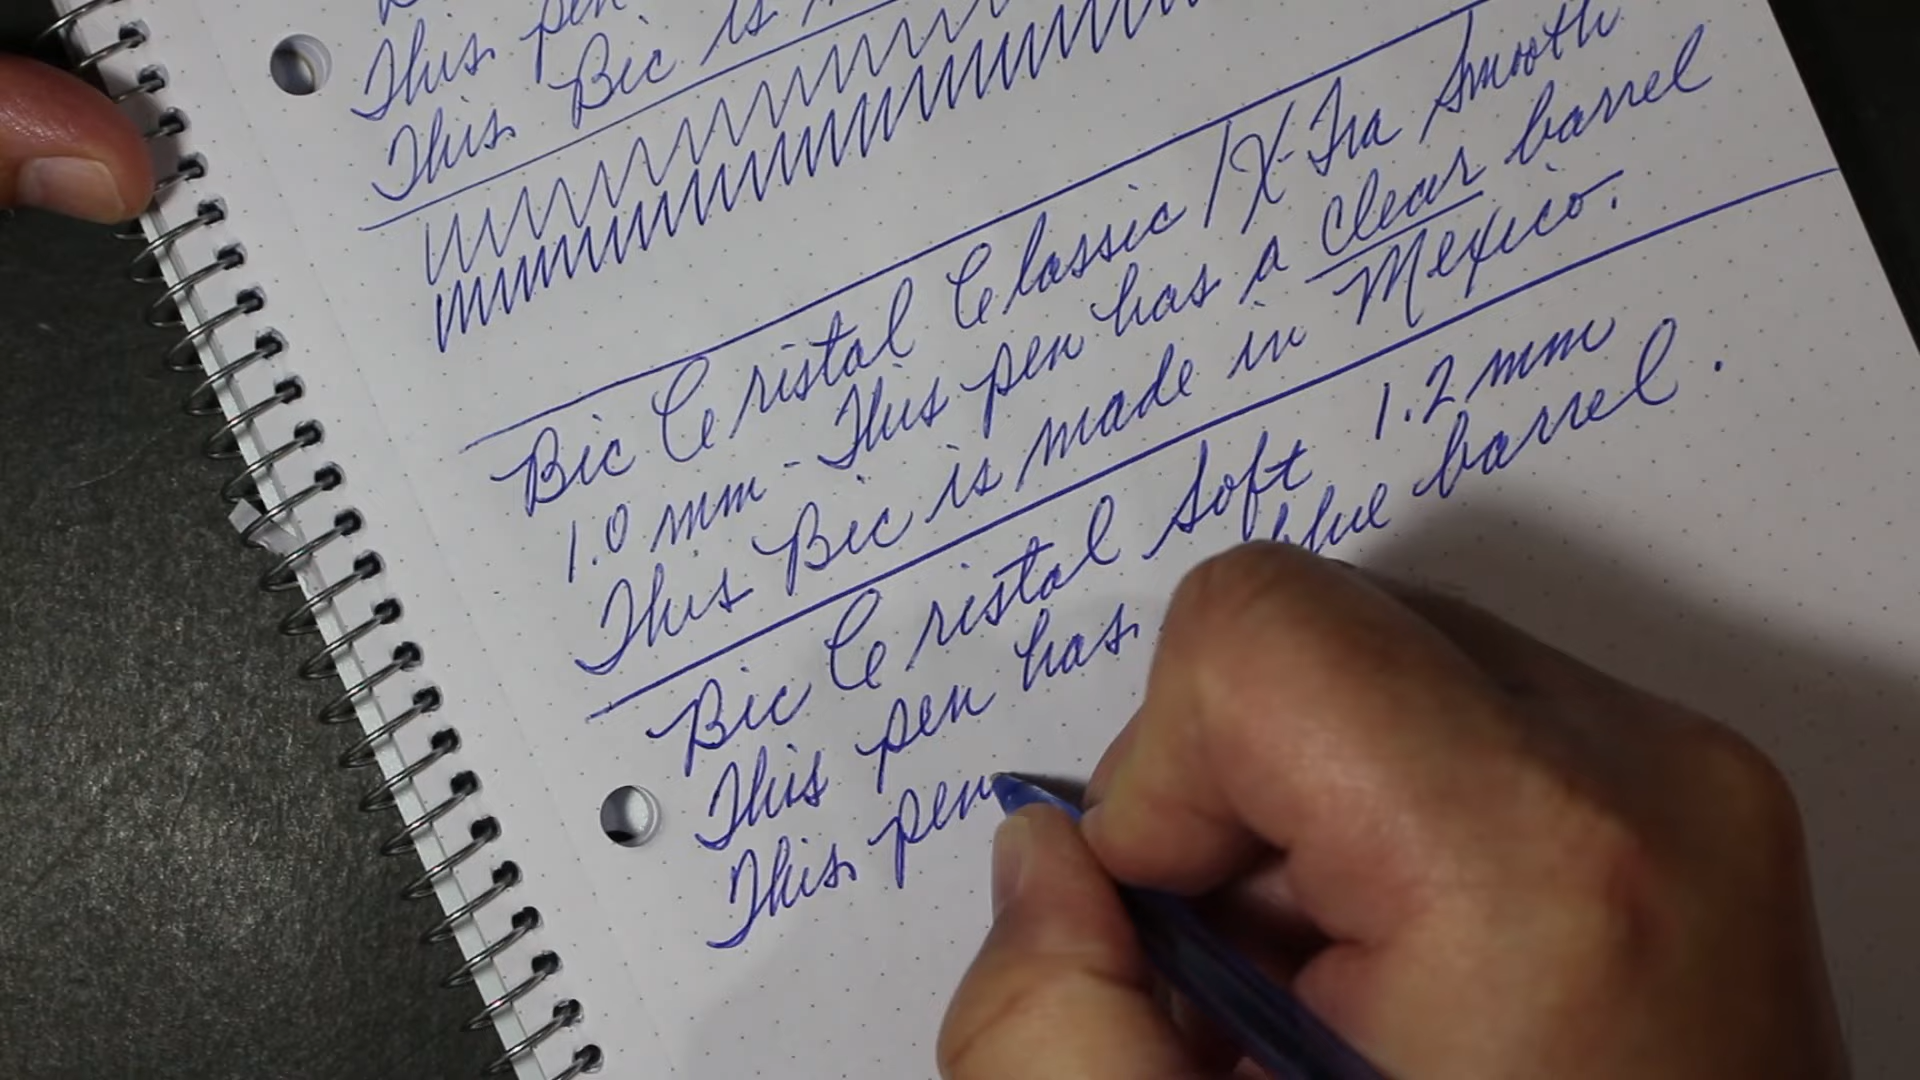 This pen
This Bic is
Bic Cristal Classic / X-Tra Smooth
1.0 mm - This pen has a clear barrel
This Bic is made in Mexico.
Bic Cristal Soft 1.2 mm
This pen has blue barrel.
This pen